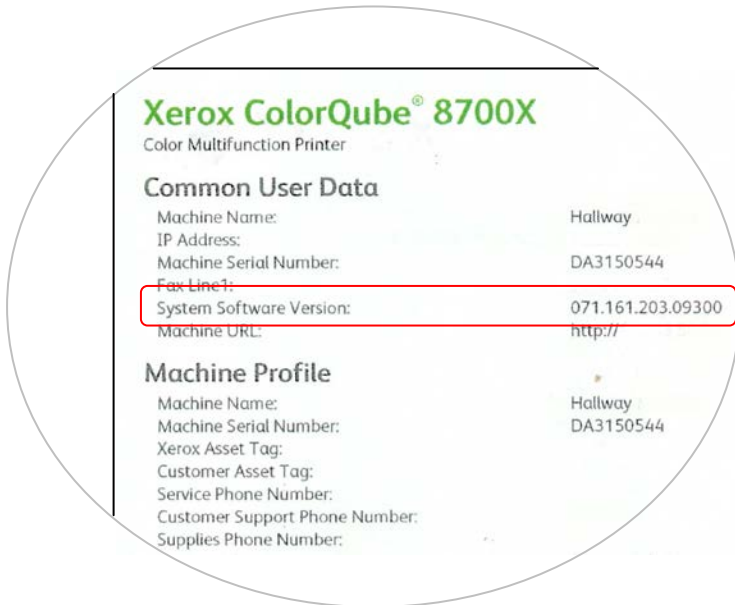 Xerox ColorQube® 8700X
Color Multifunction Printer
Common User Data
Machine Name: Hallway
IP Address:
Machine Serial Number: DA3150544
Fax Line1:
System Software Version: 071.161.203.09300
Machine URL: http://
Machine Profile
Machine Name: Hallway
Machine Serial Number: DA3150544
Xerox Asset Tag:
Customer Asset Tag:
Service Phone Number:
Customer Support Phone Number:
Supplies Phone Number: